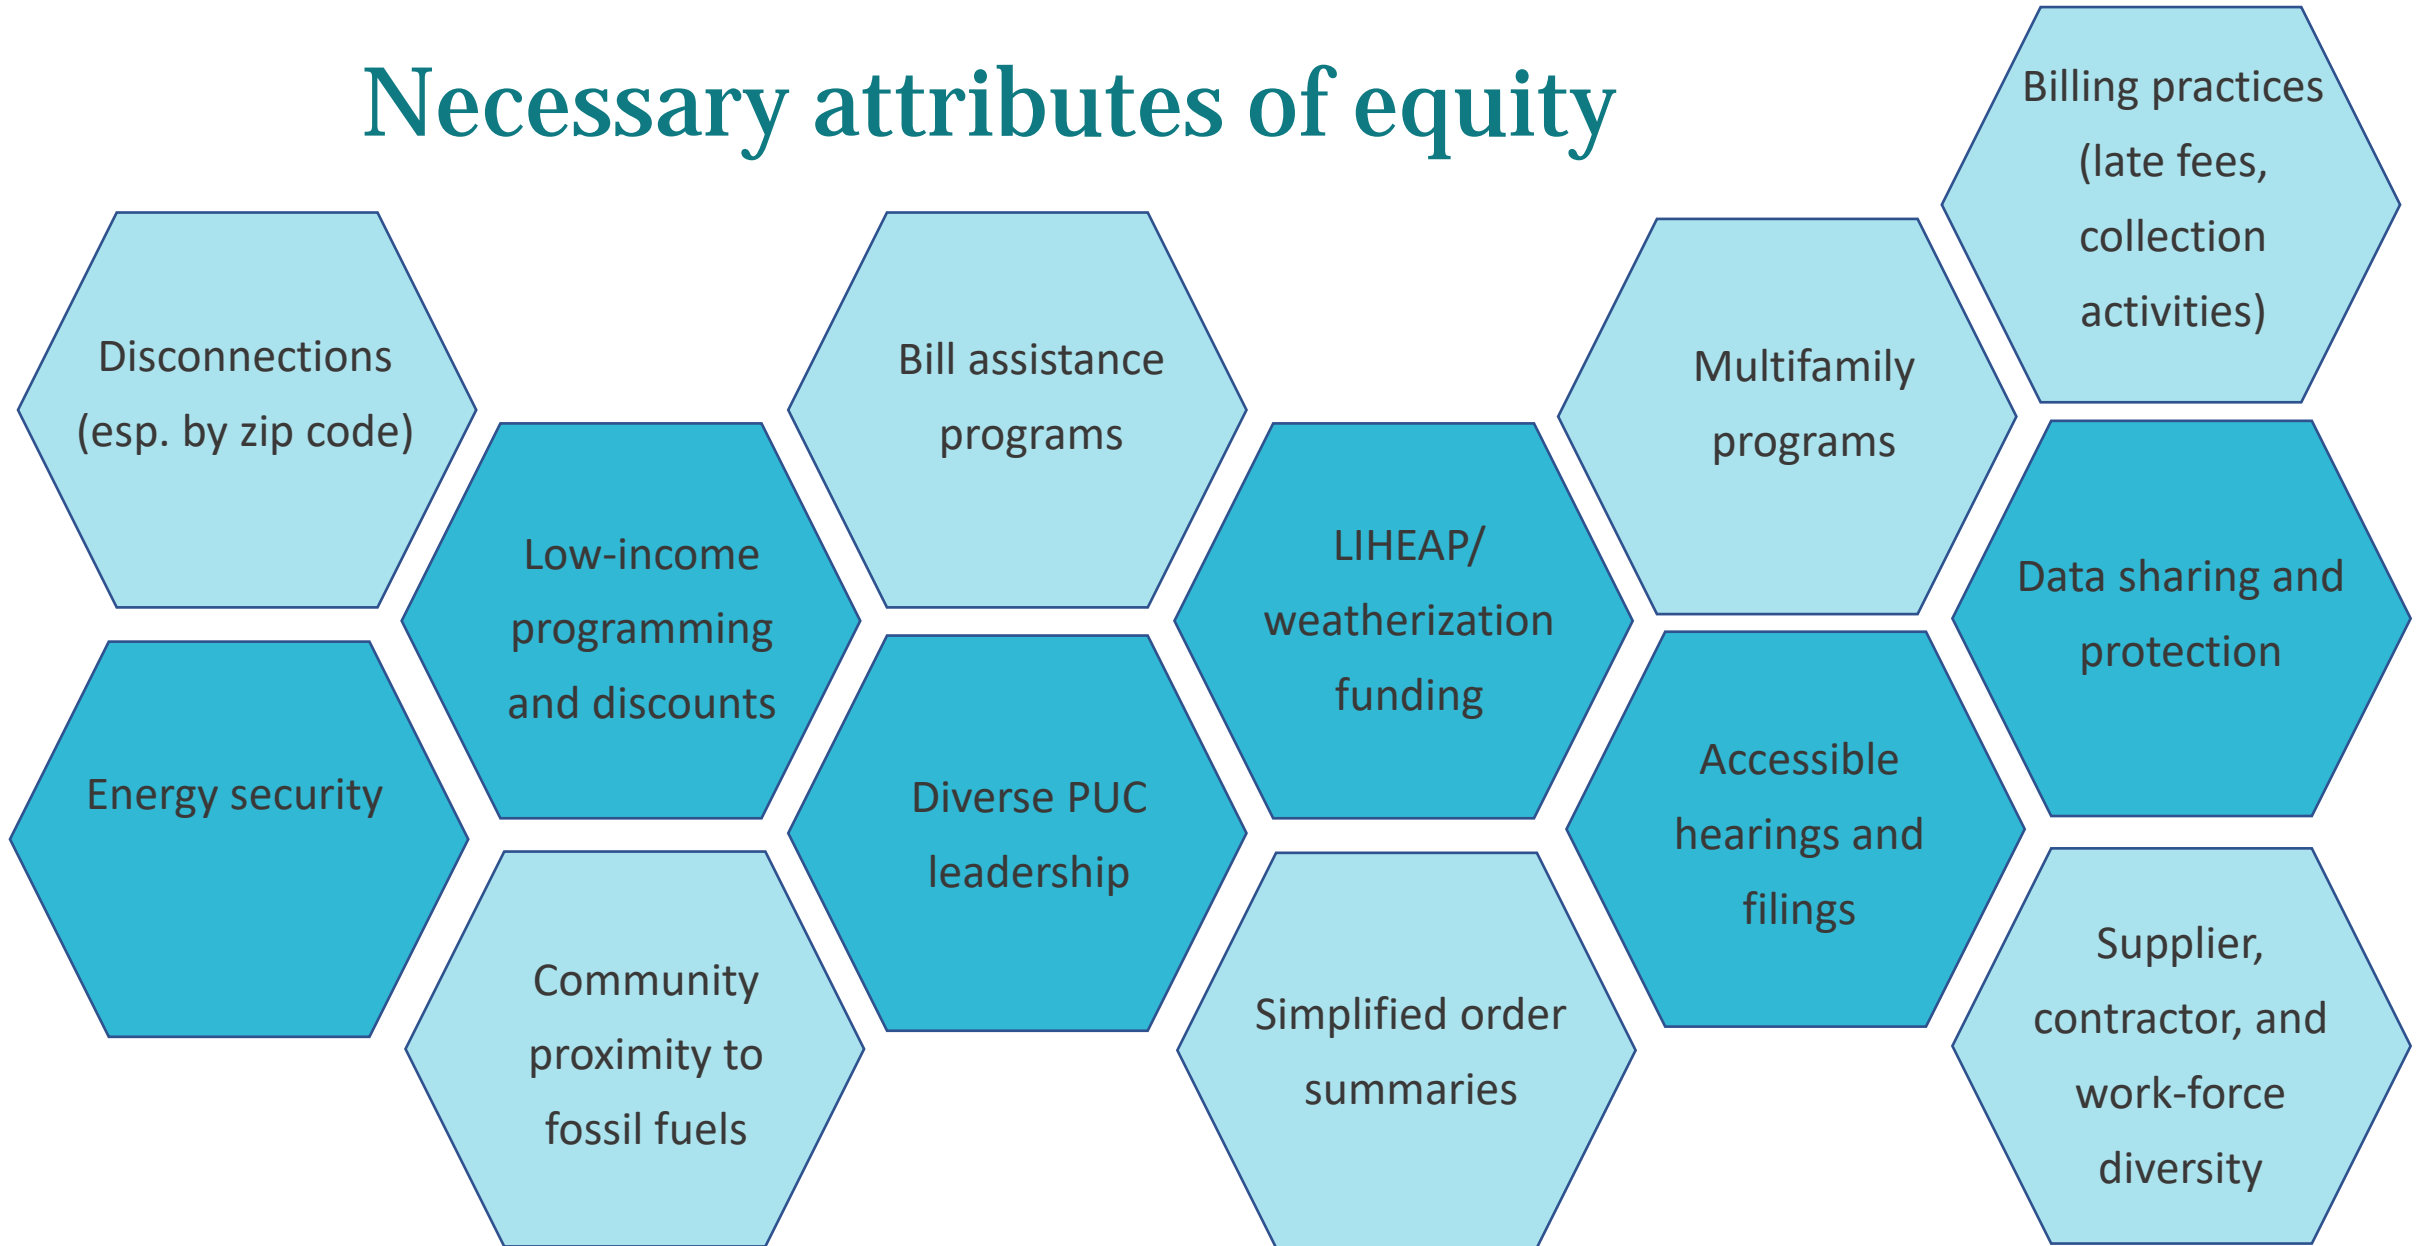 Necessary attributes of equity
Billing practices
(late fees,
collection
activities)
Disconnections
(esp. by zip code)
Bill assistance
programs
Multifamily
programs
Low-income
programming
and discounts
LIHEAP/
weatherization
funding
Data sharing and
protection
Energy security
Diverse PUC
leadership
Accessible
hearings and
filings
Community
proximity to
fossil fuels
Simplified order
summaries
Supplier,
contractor, and
work-force
diversity